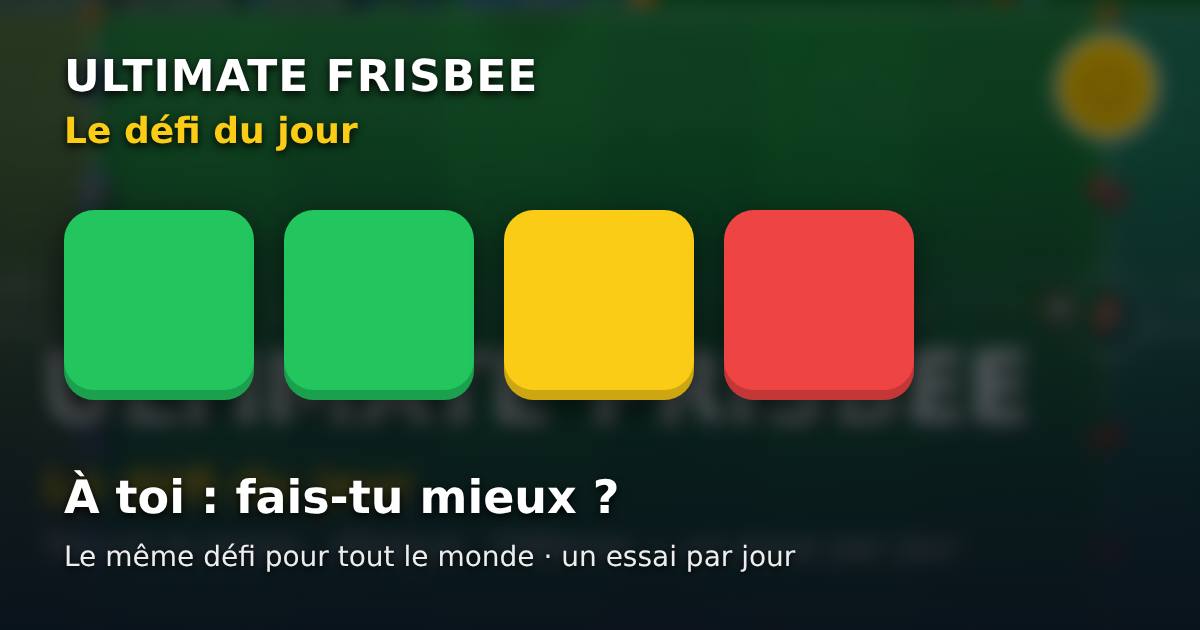 ULTIMATE FRISBEE
Le défi du jour
À toi : fais-tu mieux ?
Le même défi pour tout le monde · un essai par jour